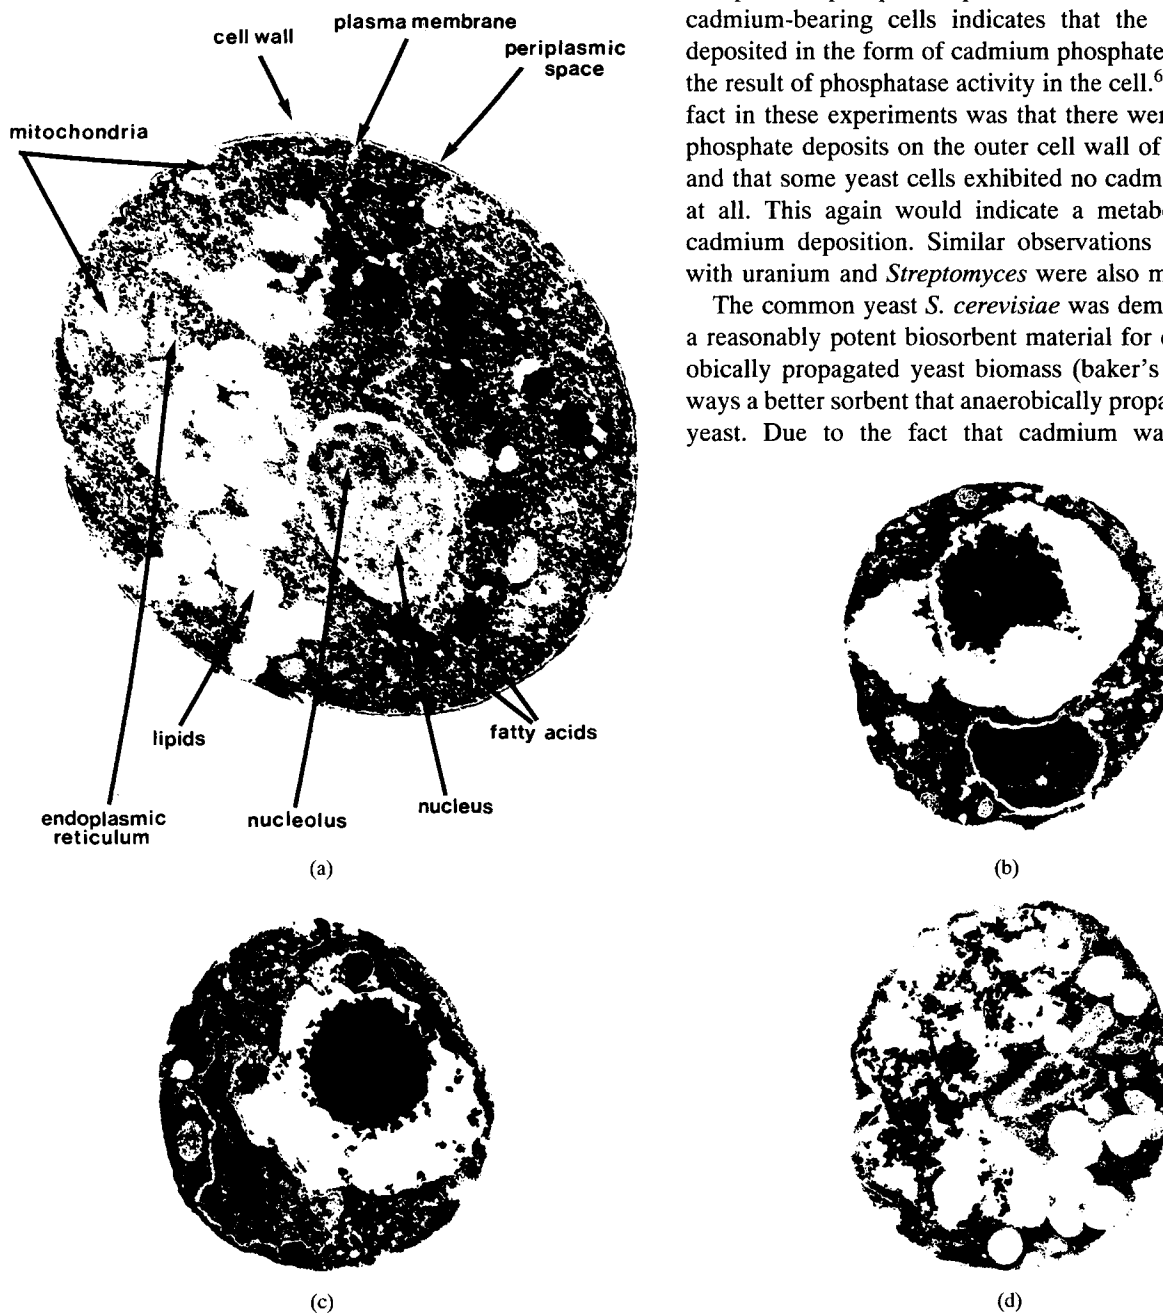 plasma membrane
cell wall
periplasmic
space
mitochondria
lipids
fatty acids
endoplasmic
reticulum
nucleolus
nucleus
(a)
cadmium-bearing cells indicates that the
deposited in the form of cadmium phosphate
the result of phosphatase activity in the cell.6
fact in these experiments was that there wer
phosphate deposits on the outer cell wall of
and that some yeast cells exhibited no cadm
at all. This again would indicate a metab
cadmium deposition. Similar observations
with uranium and Streptomyces were also m
The common yeast S. cerevisiae was dem
a reasonably potent biosorbent material for
obically propagated yeast biomass (baker's
ways a better sorbent that anaerobically propa
yeast. Due to the fact that cadmium wa
(b)
(c)
(d)